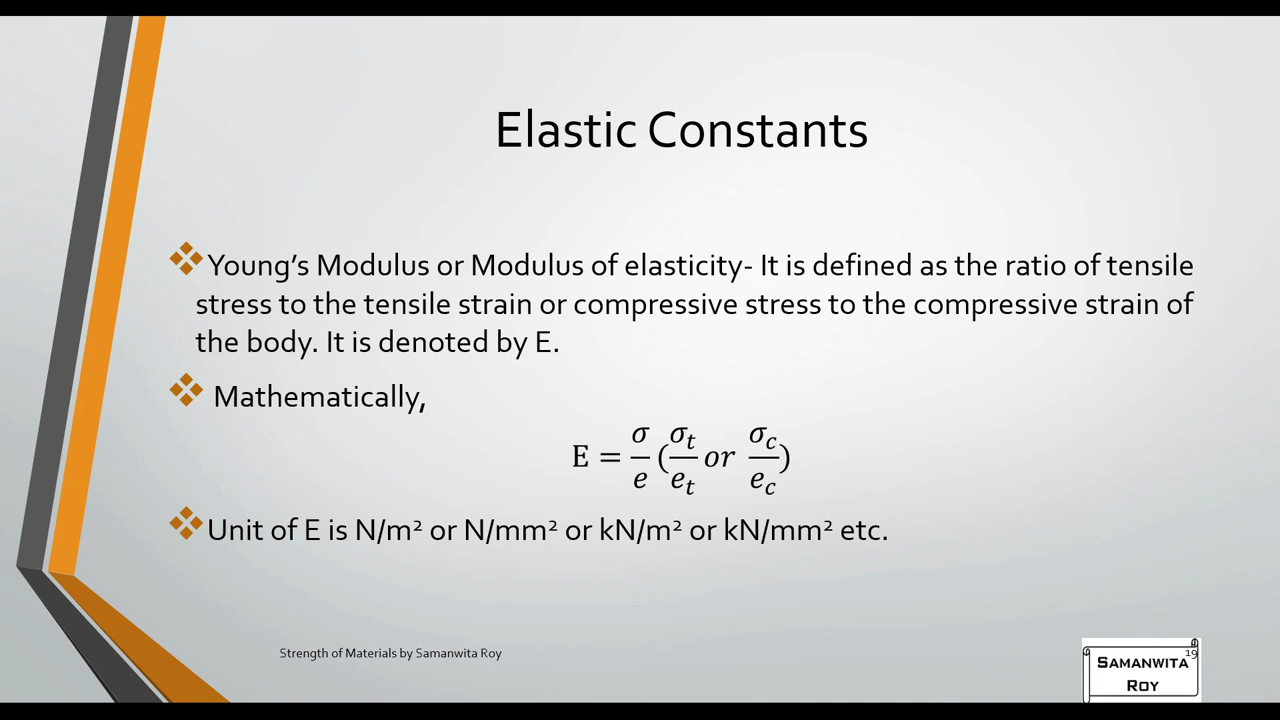 Elastic Constants
Young's Modulus or Modulus of elasticity- It is defined as the ratio of tensile
stress to the tensile strain or compressive stress to the compressive strain of
the body. It is denoted by E.
Mathematically,
E = σ/e (σt/et or σc/ec)
Unit of E is N/m² or N/mm² or kN/m² or kN/mm² etc.
Strength of Materials by Samanwita Roy
19
SAMANWITA
ROY